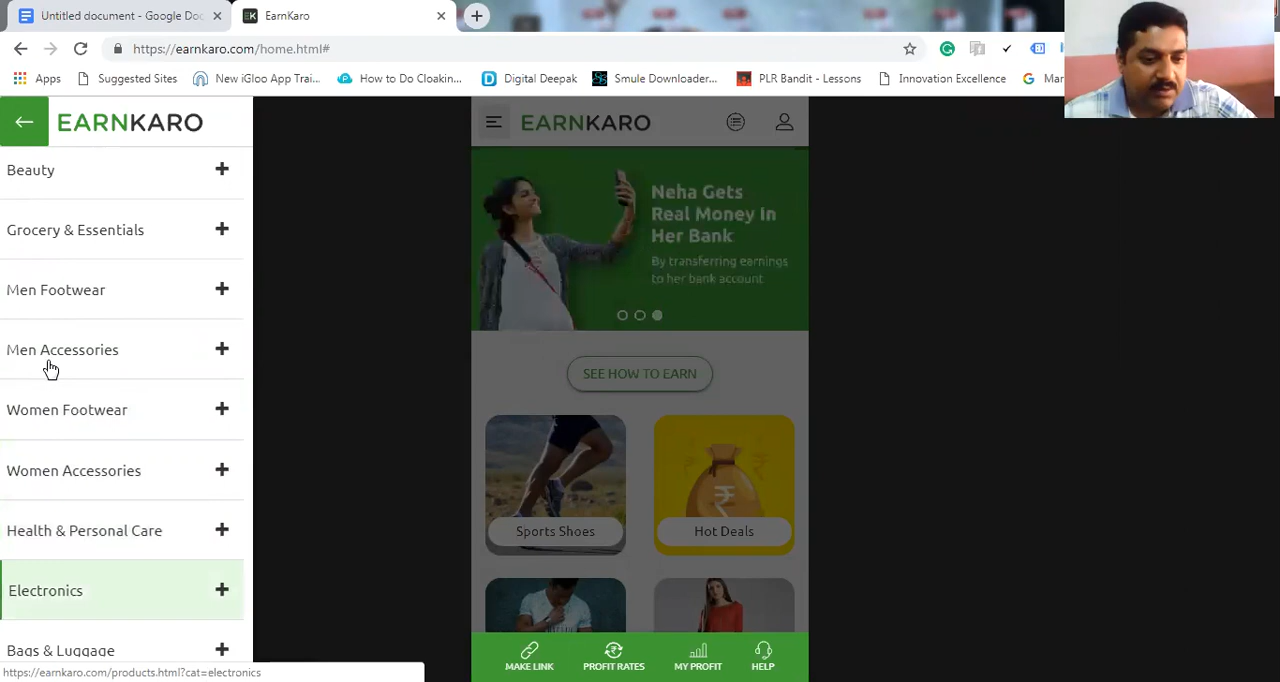 Untitled document - Google Doc
EarnKaro
https://earnkaro.com/home.html#
Apps
Suggested Sites
New iGloo App Trai...
How to Do Cloakin...
Digital Deepak
Smule Downloader...
PLR Bandit - Lessons
Innovation Excellence
Mar
EARNKARO
Beauty
Grocery & Essentials
Men Footwear
Men Accessories
Women Footwear
Women Accessories
Health & Personal Care
Electronics
Bags & Luggage
https://earnkaro.com/products.html?cat=electronics
EARNKARO
Neha Gets
Real Money In
Her Bank
By transferring earnings
to her bank account
SEE HOW TO EARN
Sports Shoes
Hot Deals
MAKE LINK
PROFIT RATES
MY PROFIT
HELP